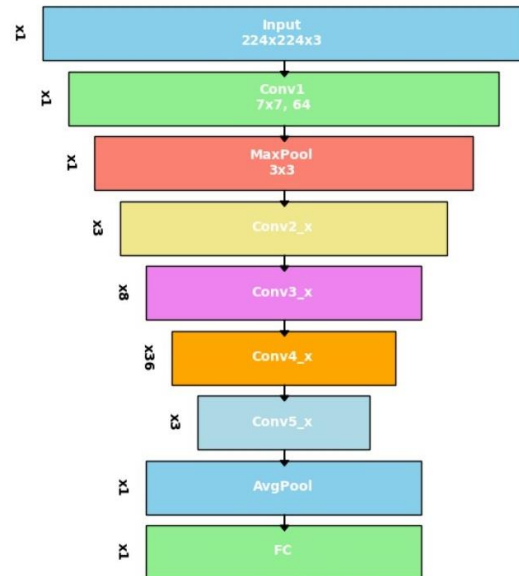 x1
Input
224x224x3
x1
Conv1
7x7, 64
x1
MaxPool
3x3
x3
Conv2_x
x8
Conv3_x
x36
Conv4_x
x3
Conv5_x
x1
AvgPool
x1
FC